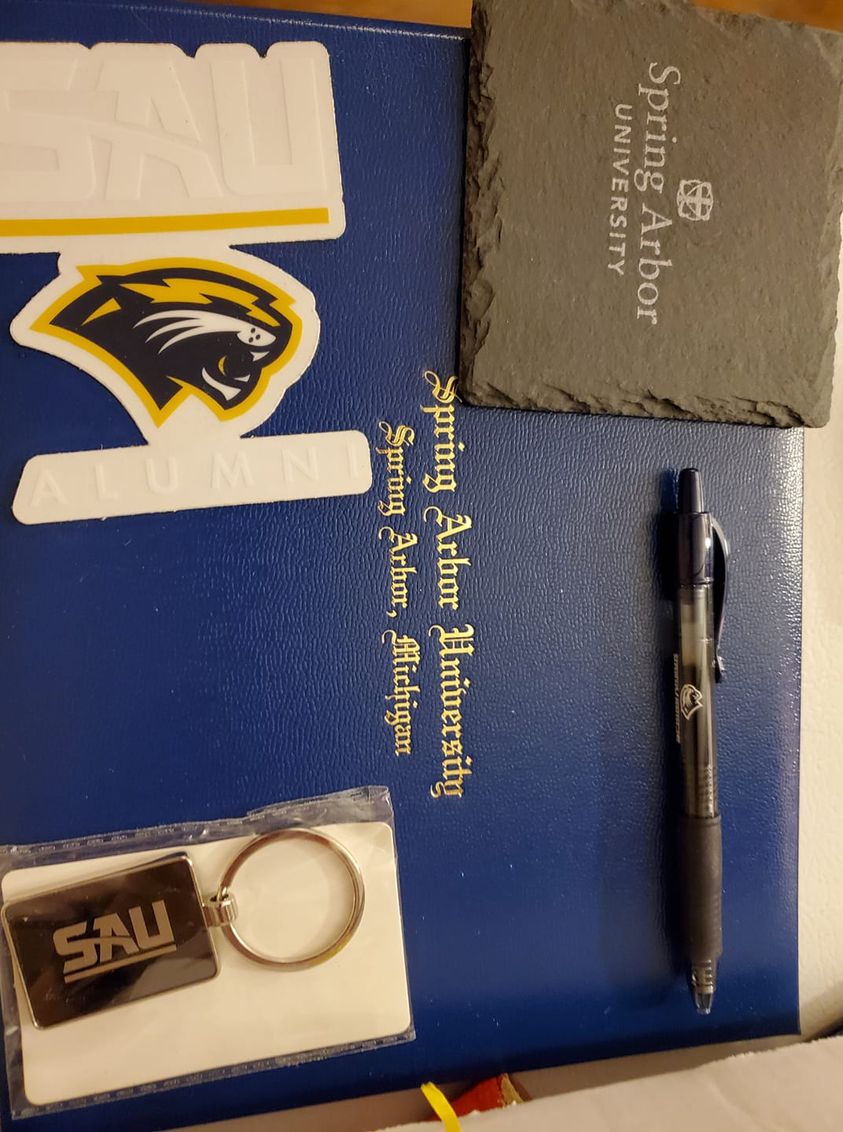 SAU
ALUMNI
Spring Arbor
UNIVERSITY
Spring Arbor University
Spring Arbor, Michigan
SAU